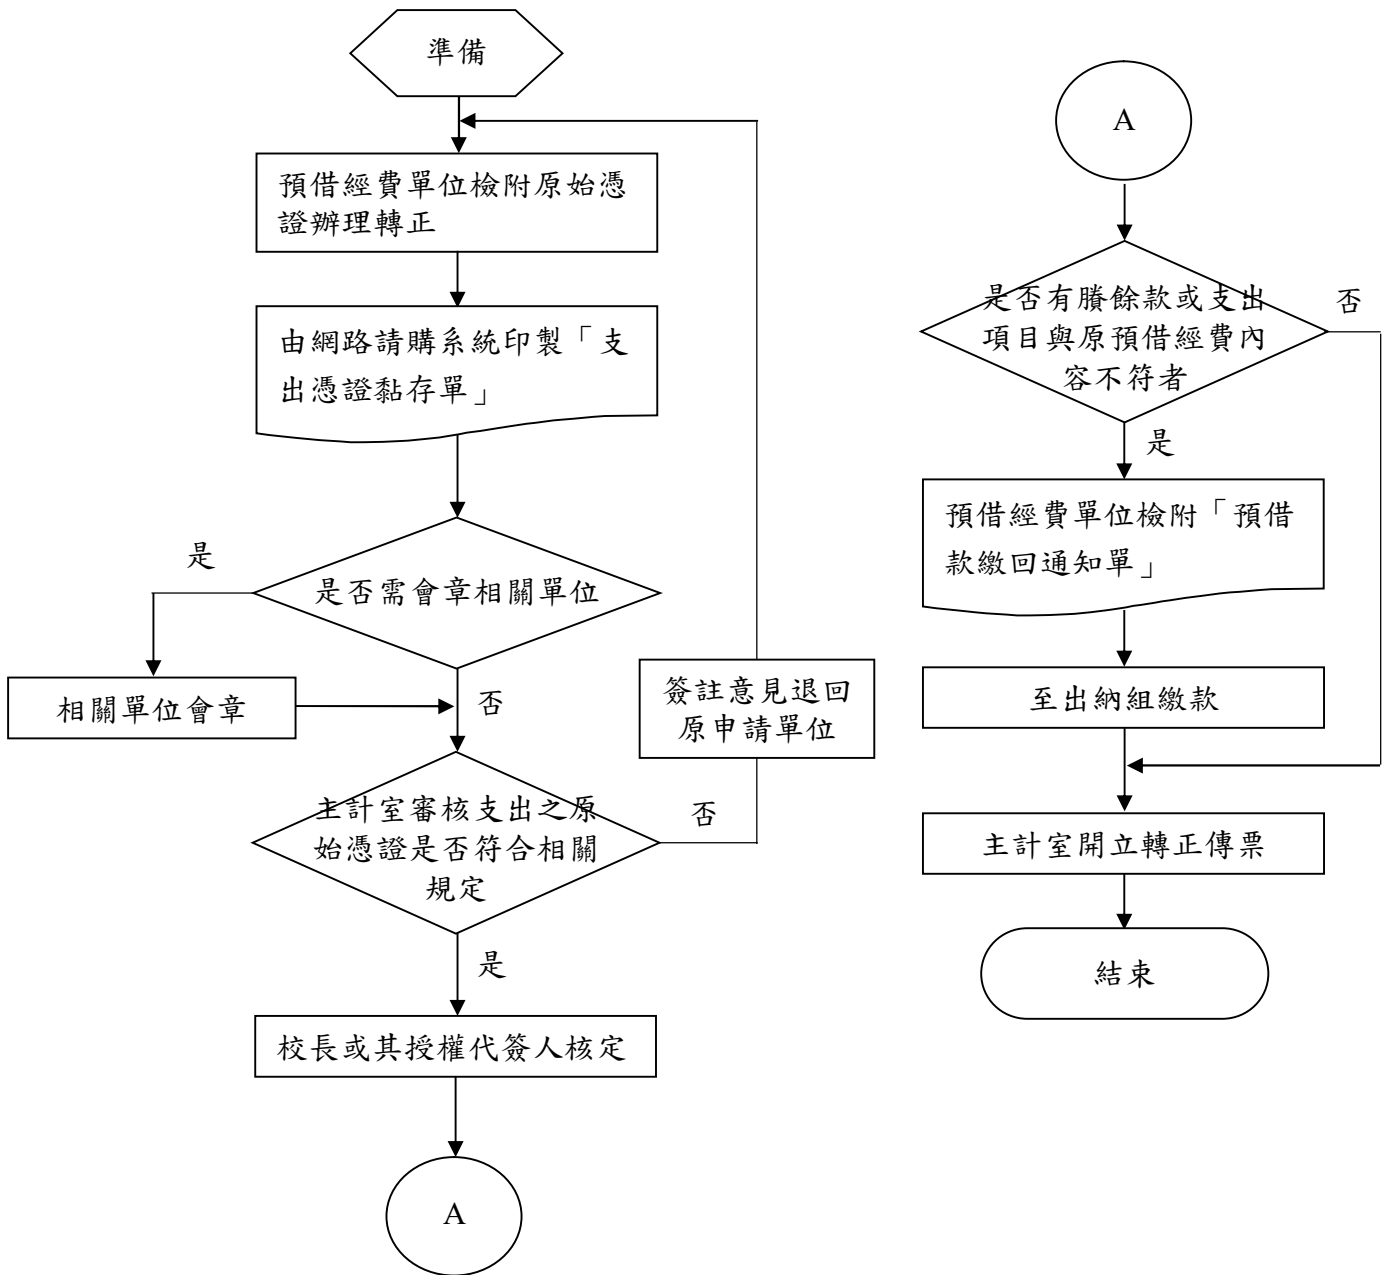 準備
預借經費單位檢附原始憑
證辦理轉正
由網路請購系統印製「支
出憑證黏存單」
是
是否需會章相關單位
相關單位會章
否
簽註意見退回
原申請單位
主計室審核支出之原
始憑證是否符合相關
規定
否
是
校長或其授權代簽人核定
A
A
是否有賸餘款或支出
項目與原預借經費內
容不符者
否
是
預借經費單位檢附「預借
款繳回通知單」
至出納組繳款
主計室開立轉正傳票
結束